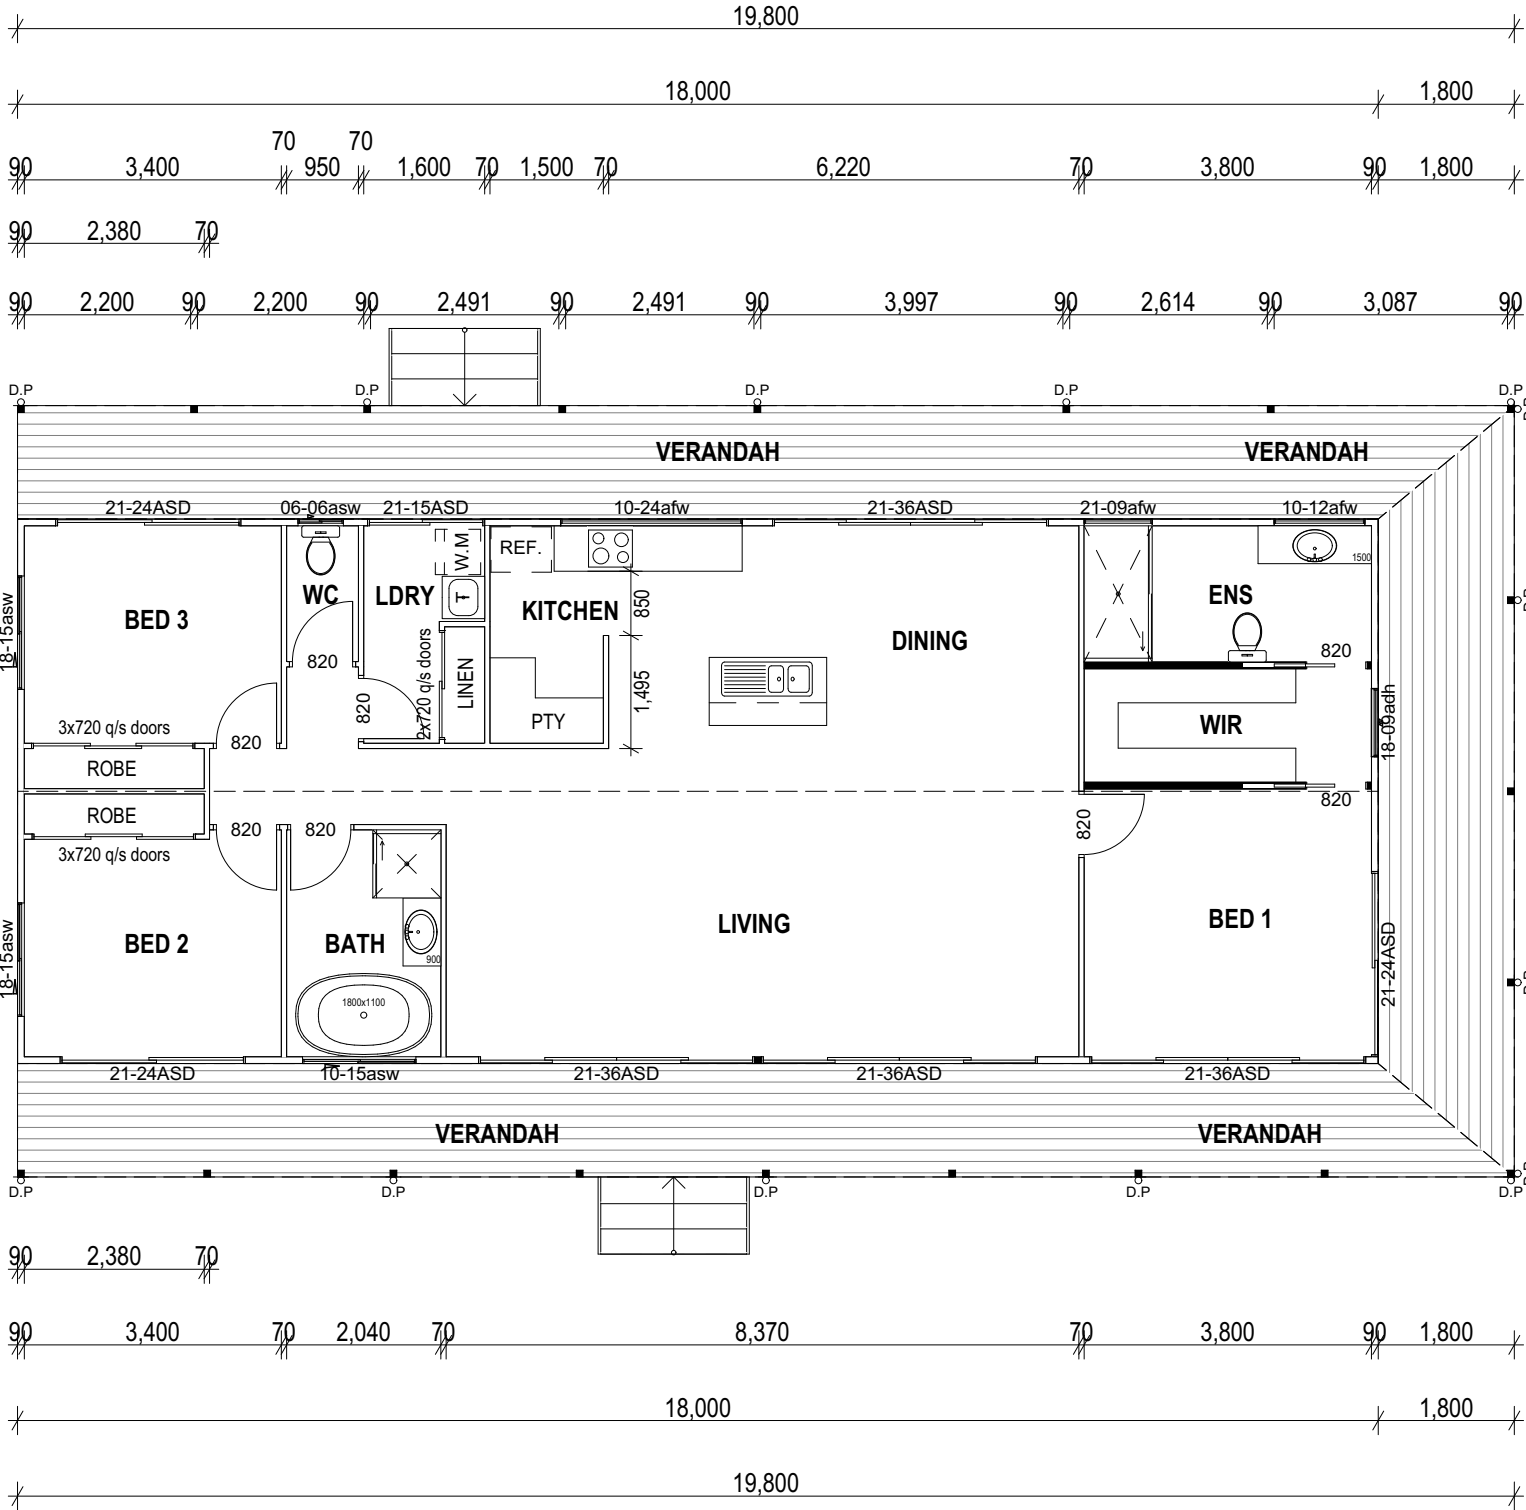 19,800
18,000 1,800
70 70
90 3,400 950 1,600 70 1,500 70 6,220 70 3,800 90 1,800
90 2,380 70
90 2,200 90 2,200 90 2,491 90 2,491 90 3,997 90 2,614 90 3,087 90
D.P D.P D.P D.P D.P
VERANDAH VERANDAH
21-24ASD 06-06asw 21-15ASD 10-24afw 21-36ASD 21-09afw 10-12afw
REF. W.M
1500
18-15asw
BED 3 WC LDRY T KITCHEN 850 DINING ENS
820 820
2x720 q/s doors LINEN 1,495
820
3x720 q/s doors 820 PTY WIR 18-09adh
ROBE
ROBE
820 820 820 820
3x720 q/s doors
18-15asw
BED 2 BATH LIVING BED 1
900
21-24ASD
1800x1100
21-24ASD 10-15asw 21-36ASD 21-36ASD 21-36ASD
VERANDAH VERANDAH
D.P D.P D.P D.P D.P
90 2,380 70
90 3,400 70 2,040 70 8,370 70 3,800 90 1,800
18,000 1,800
19,800